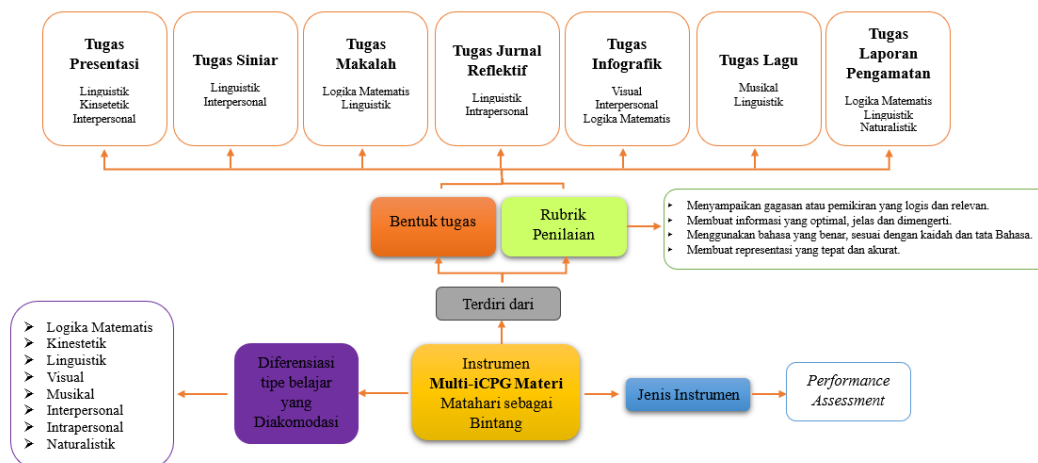 Tugas
Presentasi
Linguistik
Kinsetetik
Interpersonal
Tugas Siniar
Linguistik
Interpersonal
Tugas
Makalah
Logika Matematis
Linguistik
Tugas Jurnal
Reflektif
Linguistik
Intrapersonal
Tugas
Infografik
Visual
Interpersonal
Logika Matematis
Tugas Lagu
Musikal
Linguistik
Tugas
Laporan
Pengamatan
Logika Matematis
Linguistik
Naturalistik
Bentuk tugas
Rubrik
Penilaian
➤ Menyampaikan gagasan atau pemikiran yang logis dan relevan.
➤ Membuat informasi yang optimal, jelas dan dimengerti.
➤ Menggunakan bahasa yang benar, sesuai dengan kaidah dan tata Bahasa.
➤ Membuat representasi yang tepat dan akurat.
Terdiri dari
➤ Logika Matematis
➤ Kinestetik
➤ Linguistik
➤ Visual
➤ Musikal
➤ Interpersonal
➤ Intrapersonal
➤ Naturalistik
Diferensiasi
tipe belajar
yang
Diakomodasi
Instrumen
Multi-iCPG Materi
Matahari sebagai
Bintang
Jenis Instrumen
Performance
Assessment